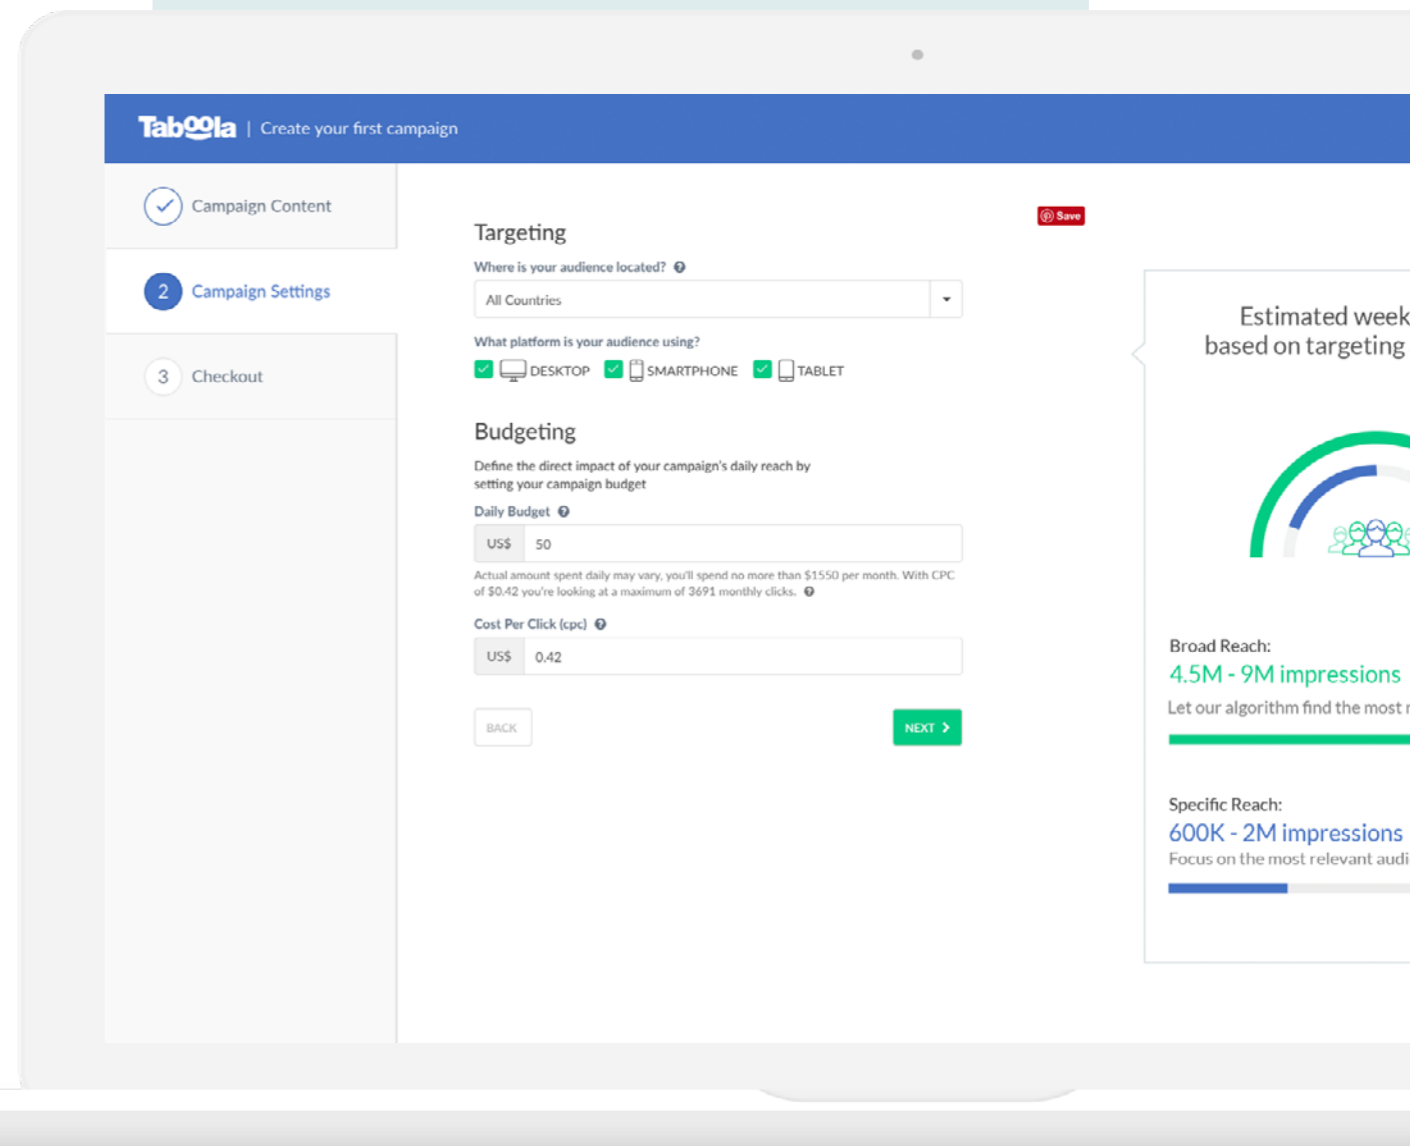 Taboola | Create your first campaign
Campaign Content
2 Campaign Settings
3 Checkout
Targeting
Save
Where is your audience located? ?
All Countries
What platform is your audience using?
DESKTOP SMARTPHONE TABLET
Budgeting
Define the direct impact of your campaign's daily reach by
setting your campaign budget
Daily Budget ?
US$ 50
Actual amount spent daily may vary, you'll spend no more than $1550 per month. With CPC
of $0.42 you're looking at a maximum of 3691 monthly clicks. ?
Cost Per Click (cpc) ?
US$ 0.42
BACK
NEXT >
Estimated week
based on targeting
Broad Reach:
4.5M - 9M impressions
Let our algorithm find the most
Specific Reach:
600K - 2M impressions
Focus on the most relevant audi